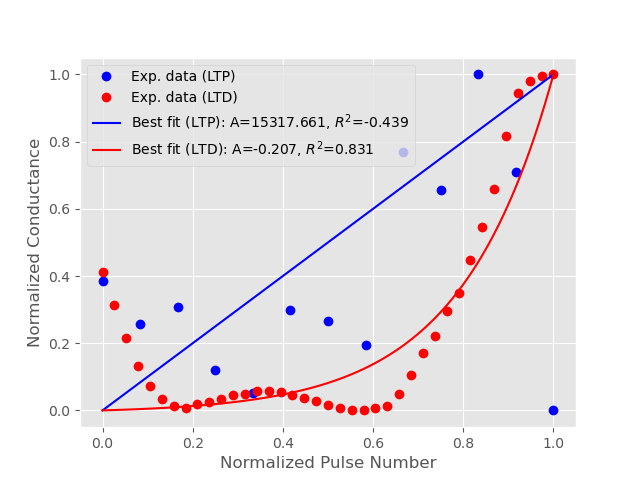 Exp. data (LTP)
Exp. data (LTD)
Best fit (LTP): A=15317.661, R²=-0.439
Best fit (LTD): A=-0.207, R²=0.831
1.0
0.8
0.6
0.4
0.2
0.0
Normalized Conductance
0.0 0.2 0.4 0.6 0.8 1.0
Normalized Pulse Number